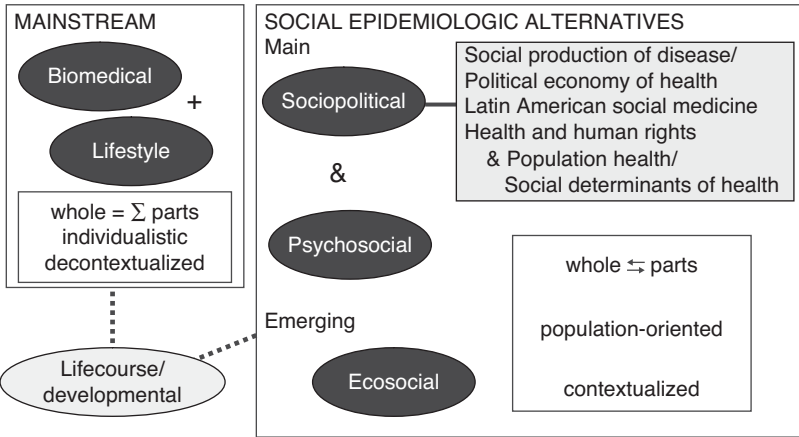 MAINSTREAM
Biomedical
+
Lifestyle
whole = Σ parts
individualistic
decontextualized
Lifecourse/
developmental
SOCIAL EPIDEMIOLOGIC ALTERNATIVES
Main
Sociopolitical
Social production of disease/
Political economy of health
Latin American social medicine
Health and human rights
& Population health/
Social determinants of health
&
Psychosocial
whole ⇆ parts
population-oriented
contextualized
Emerging
Ecosocial